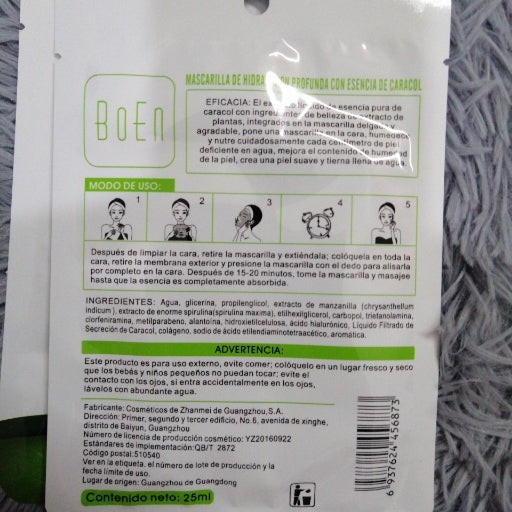 MASCARILLA DE HIDRATACIÓN PROFUNDA CON ESENCIA DE CARACOL
BoEn
EFICACIA: El extracto líquido de esencia pura de
caracol con ingredientes de belleza de extracto de
plantas, integrados en la mascarilla delgada y
agradable, pone una mascarilla en la cara, humedece
y nutre cuidadosamente cada centímetro de piel
deficiente en agua, mejora el contenido de humedad
de la piel, crea una piel suave y tierna llena de agua.
MODO DE USO:
1 2 3 4 5
Después de limpiar la cara, retire la mascarilla y extiéndala; colóquela en toda la
cara, retire la membrana exterior y presione la mascarilla con el dedo para alisarla
por completo en la cara. Después de 15-20 minutos, tome la mascarilla y masajee
hasta que la esencia es completamente absorbida.
INGREDIENTES: Agua, glicerina, propilenglicol, extracto de manzanilla (chrysanthellum
indicum ), extracto de enorme spirulina(spirulina maxima), etilhexilglicerol, carbopol, trietanolamina,
clorfeniramina, metilparabeno, alantoína, hidroxietilcelulosa, ácido hialurónico, Líquido Filtrado de
Secreción de Caracol, colágeno, sodio de ácido etilendiaminotetraacético, aromática.
ADVERTENCIA:
Este producto es para uso externo, evite comer; colóquelo en un lugar fresco y seco
que los bebés y niños pequeños no puedan tocar; evite el
contacto con los ojos, si entra accidentalmente en los ojos,
lávelos con abundante agua.
Fabricante: Cosméticos de Zhanmei de Guangzhou,S.A.
Dirección: Primer, segundo y tercer edificio, No.6, avenida de xinghe,
distrito de Baiyun, Guangzhou
Número de licencia de producción cosmético: YZ20160922
Estándares de implementación:QB/T 2872
Código postal:510540
Ver en la etiqueta. el número de lote de producción y la
fecha límite de uso.
Lugar de origen: Guangzhou de Guangdong
Contenido neto: 25ml
6 937624 456873